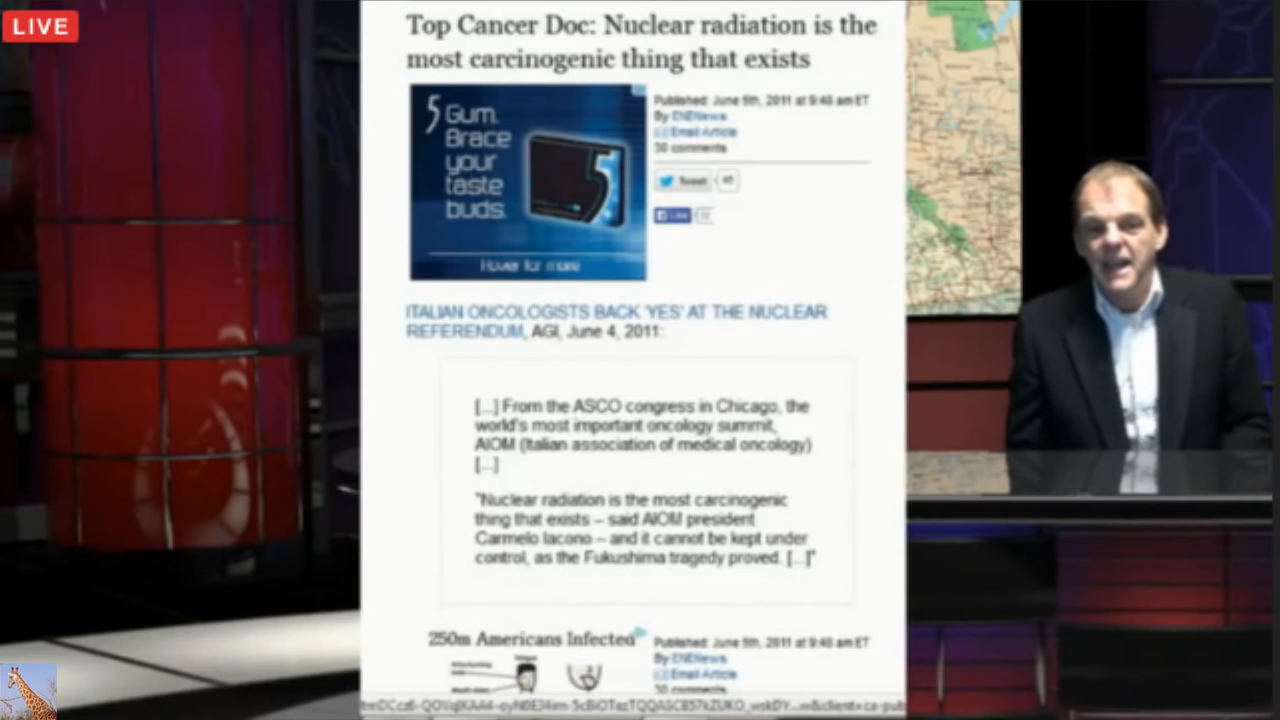 LIVE
Top Cancer Doc: Nuclear radiation is the
most carcinogenic thing that exists
5 Gum.
Brace
your
taste
buds.
Hover for more
Published: June 5th, 2011 at 9:48 am ET
By ENENews
Email Article
30 comments
Tweet
Like
ITALIAN ONCOLOGISTS BACK 'YES' AT THE NUCLEAR
REFERENDUM, AGI, June 4, 2011:
[...] From the ASCO congress in Chicago, the
world's most important oncology summit,
AIOM (Italian association of medical oncology)
[...]
"Nuclear radiation is the most carcinogenic
thing that exists – said AIOM president
Carmelo Iacono – and it cannot be kept under
control, as the Fukushima tragedy proved. [...]"
250m Americans Infected
Published: June 5th, 2011 at 9:48 am ET
By ENENews
Email Article
30 comments